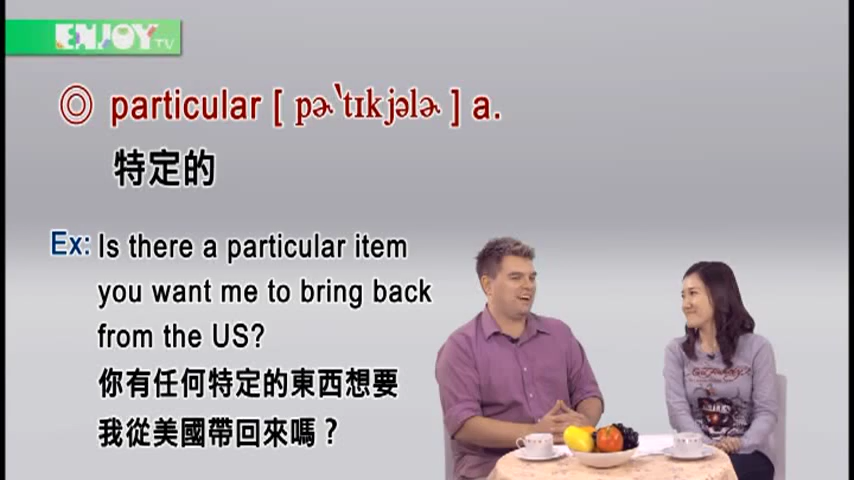 ENJOY TV
◎ particular [ pɚˋtɪkjəlɚ ] a.
特定的
Ex: Is there a particular item
you want me to bring back
from the US?
你有任何特定的東西想要
我從美國帶回來嗎？